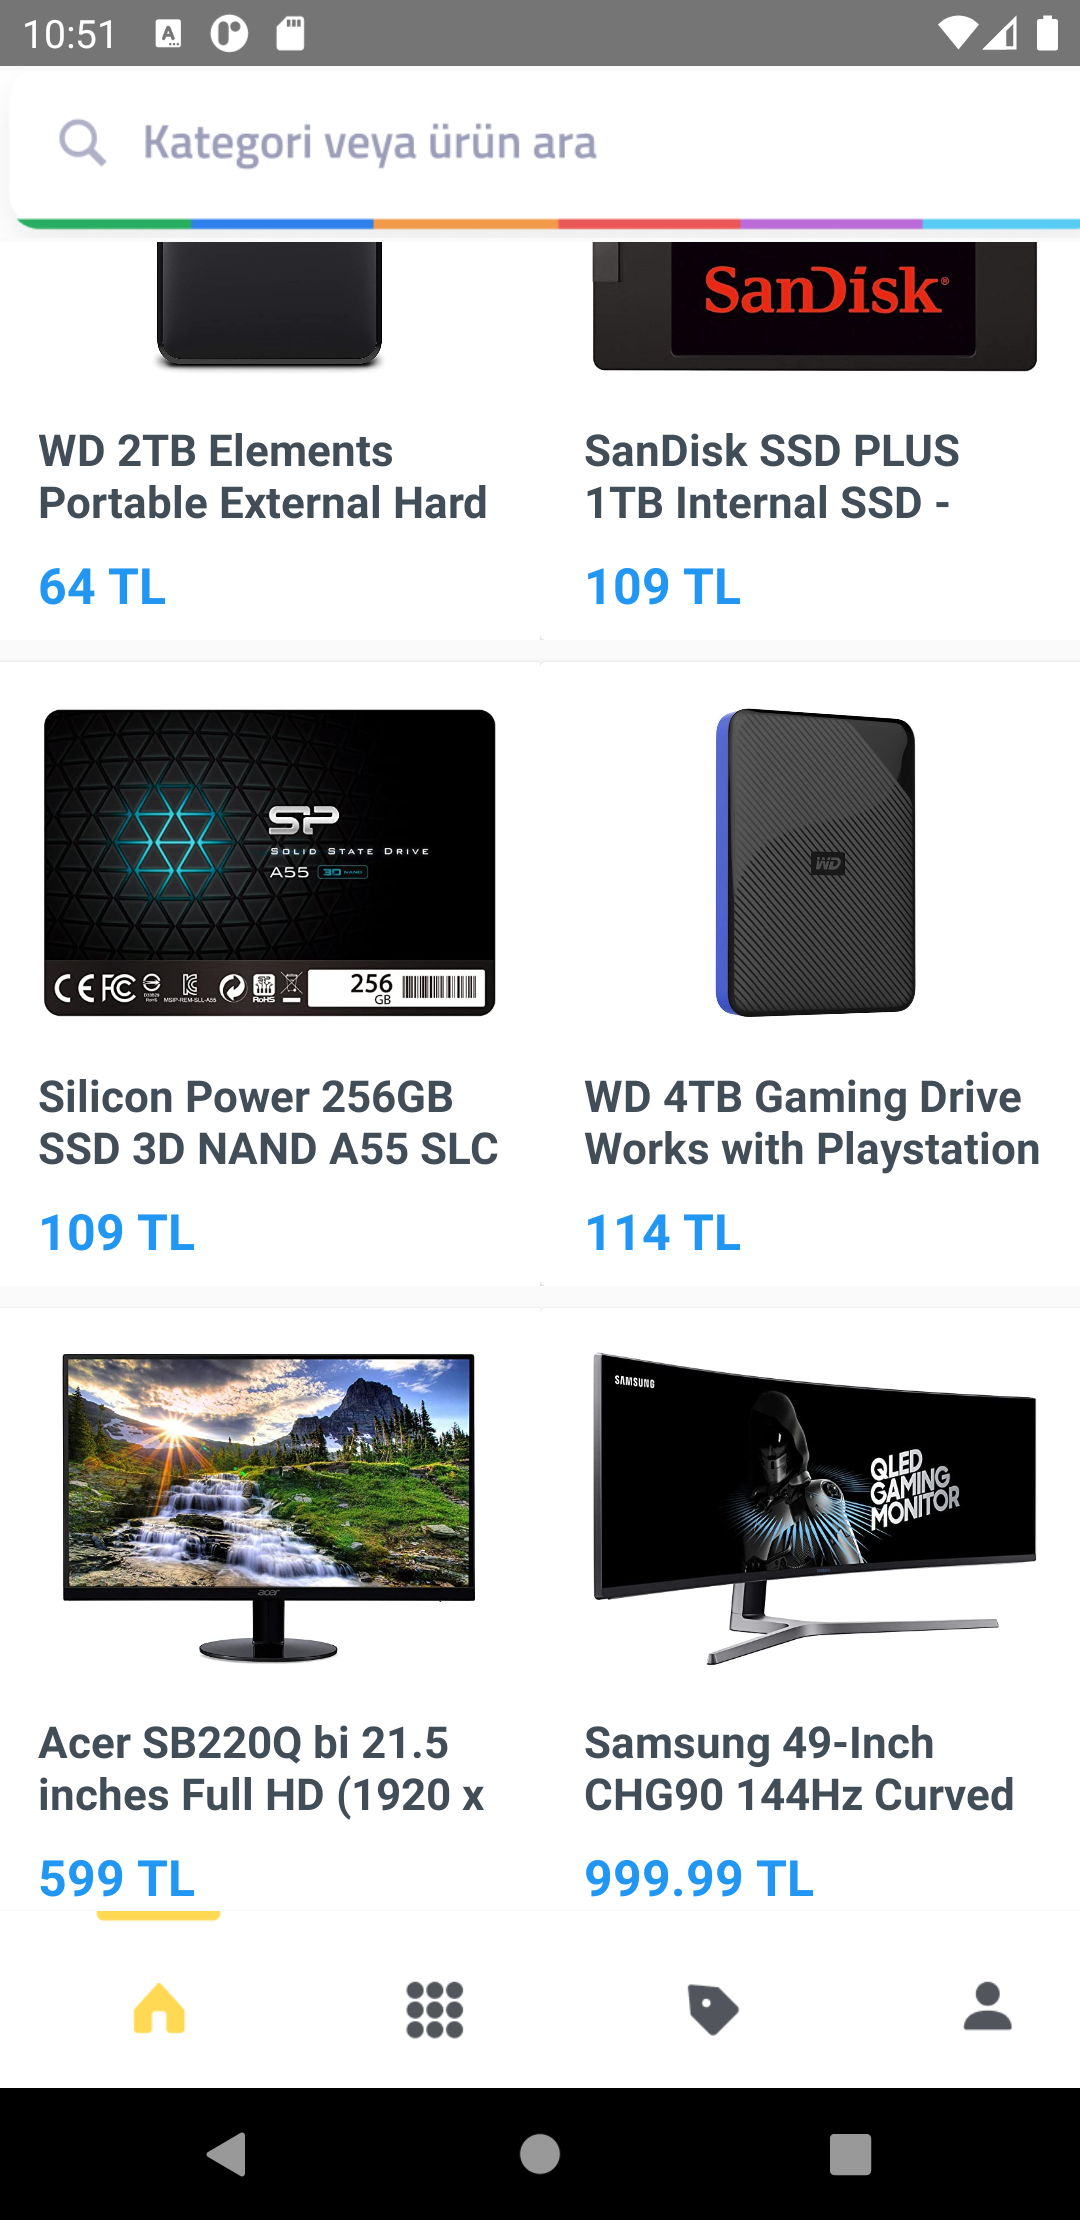 10:51
Kategori veya ürün ara
SanDisk®
WD 2TB Elements
Portable External Hard
64 TL
SanDisk SSD PLUS
1TB Internal SSD -
109 TL
SP
SOLID STATE DRIVE
A55 3D NAND
CE FC
RoHS
256
GB
WD
Silicon Power 256GB
SSD 3D NAND A55 SLC
109 TL
WD 4TB Gaming Drive
Works with Playstation
114 TL
acer
SAMSUNG
QLED
GAMING
MONITOR
Acer SB220Q bi 21.5
inches Full HD (1920 x
599 TL
Samsung 49-Inch
CHG90 144Hz Curved
999.99 TL